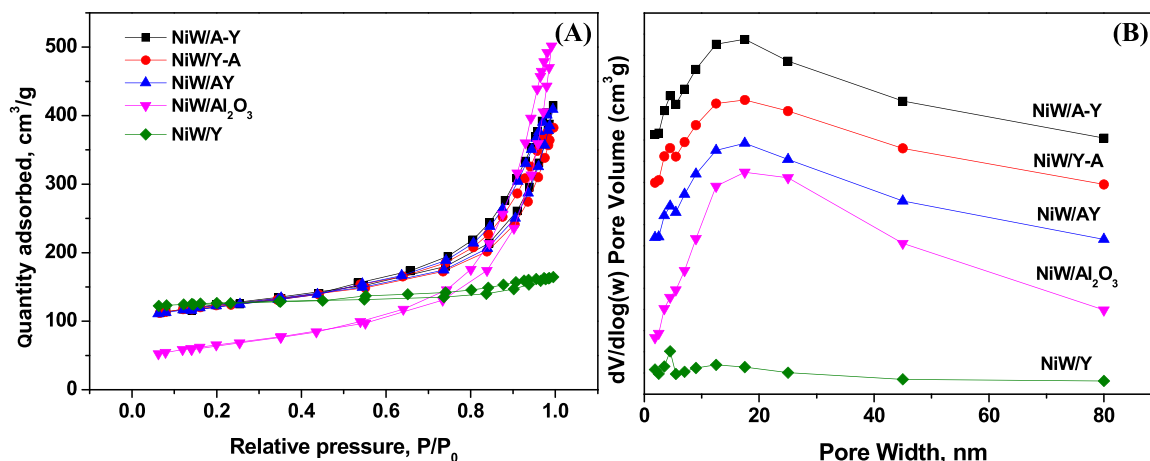 (A)
NiW/A-Y
NiW/Y-A
NiW/AY
NiW/Al₂O₃
NiW/Y
Quantity adsorbed, cm³/g
500
400
300
200
100
0
0.0 0.2 0.4 0.6 0.8 1.0
Relative pressure, P/P₀
(B)
dV/dlog(w) Pore Volume (cm³g)
NiW/A-Y
NiW/Y-A
NiW/AY
NiW/Al₂O₃
NiW/Y
0 20 40 60 80
Pore Width, nm